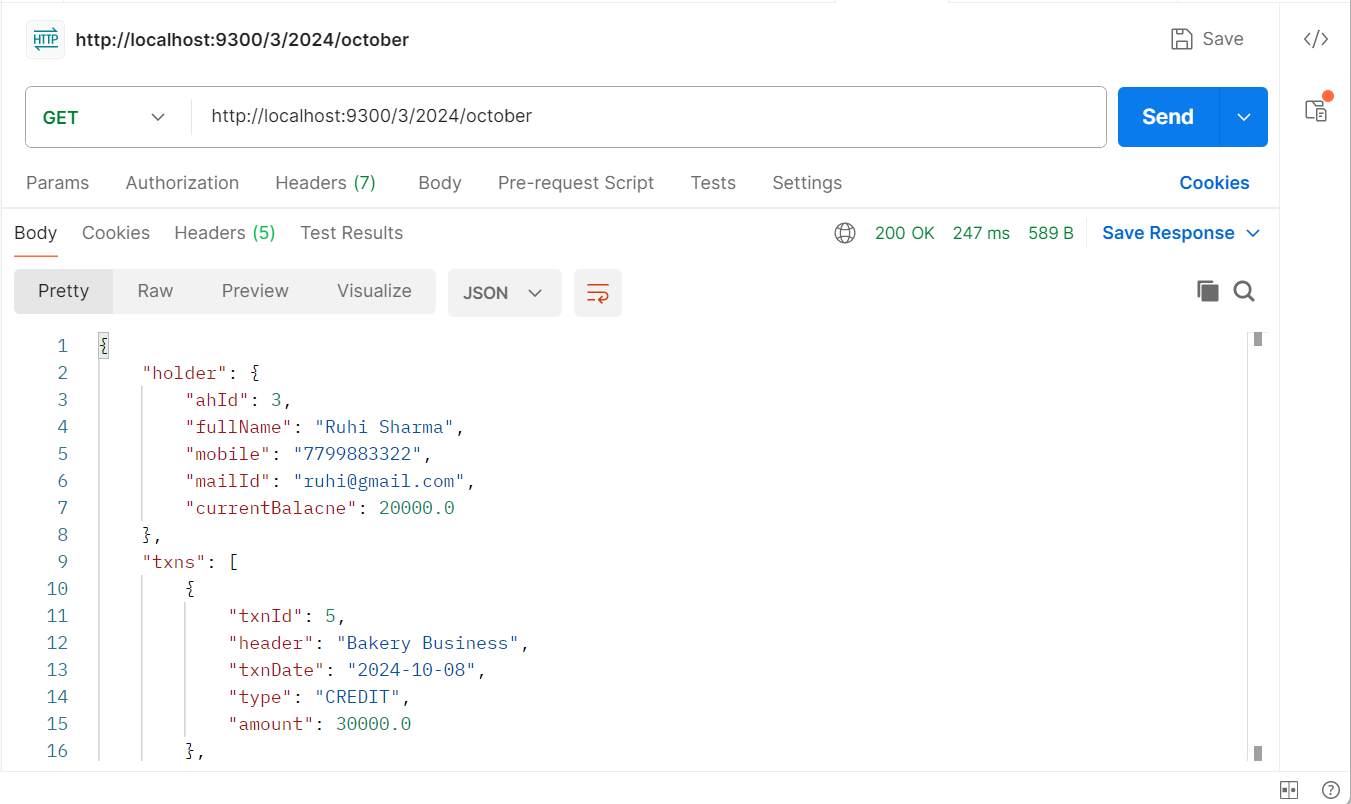 HTTP http://localhost:9300/3/2024/october Save </>
GET http://localhost:9300/3/2024/october Send
Params Authorization Headers (7) Body Pre-request Script Tests Settings Cookies
Body Cookies Headers (5) Test Results 200 OK 247 ms 589 B Save Response
Pretty Raw Preview Visualize JSON
1 {
2 "holder": {
3 "ahId": 3,
4 "fullName": "Ruhi Sharma",
5 "mobile": "7799883322",
6 "mailId": "ruhi@gmail.com",
7 "currentBalacne": 20000.0
8 },
9 "txns": [
10 {
11 "txnId": 5,
12 "header": "Bakery Business",
13 "txnDate": "2024-10-08",
14 "type": "CREDIT",
15 "amount": 30000.0
16 },